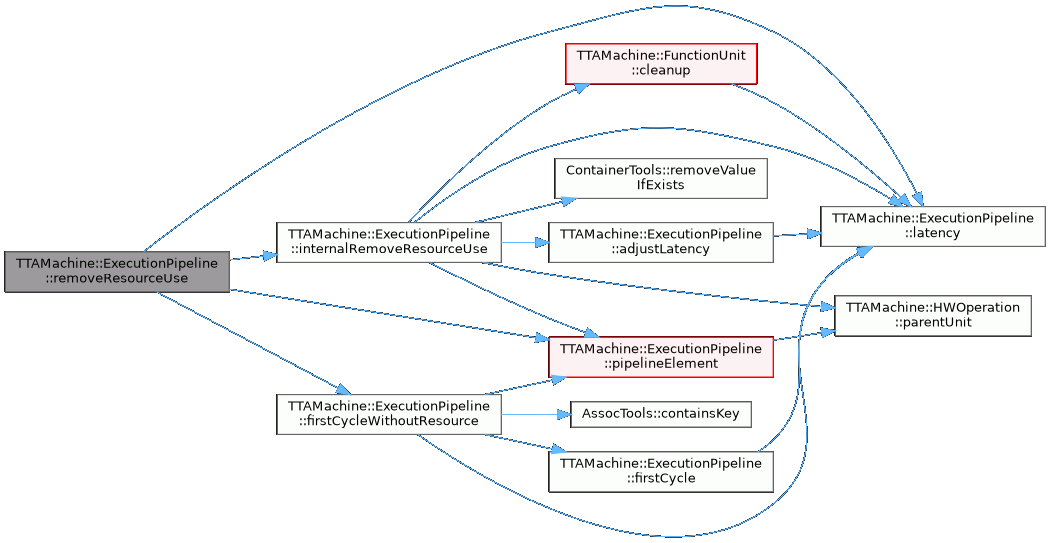 TTAMachine::ExecutionPipeline
::removeResourceUse
TTAMachine::ExecutionPipeline
::internalRemoveResourceUse
TTAMachine::FunctionUnit
::cleanup
ContainerTools::removeValue
IfExists
TTAMachine::ExecutionPipeline
::adjustLatency
TTAMachine::ExecutionPipeline
::latency
TTAMachine::HWOperation
::parentUnit
TTAMachine::ExecutionPipeline
::pipelineElement
TTAMachine::ExecutionPipeline
::firstCycleWithoutResource
AssocTools::containsKey
TTAMachine::ExecutionPipeline
::firstCycle